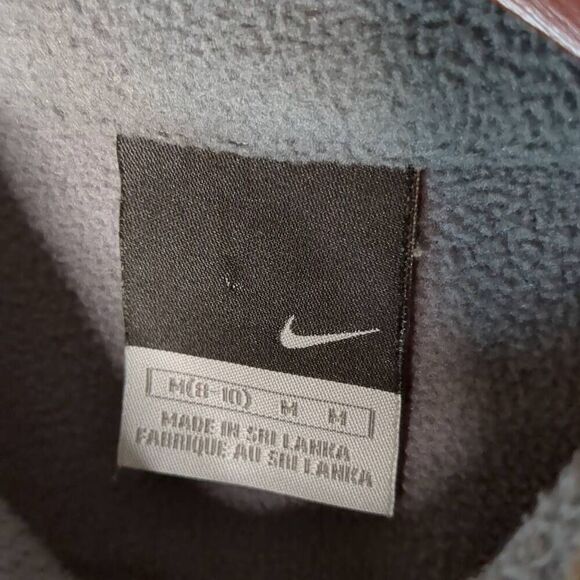 M(8-10) M M
MADE IN SRI LANKA
FABRIQUE AU SRI LANKA